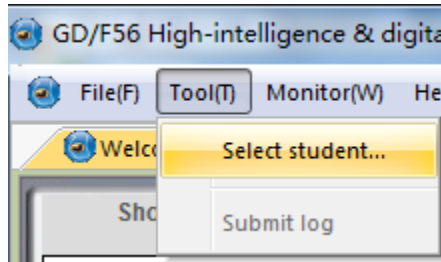 GD/F56 High-intelligence & digita
File(F) Tool(T) Monitor(W) He
Welc
Select student...
Sho
Submit log